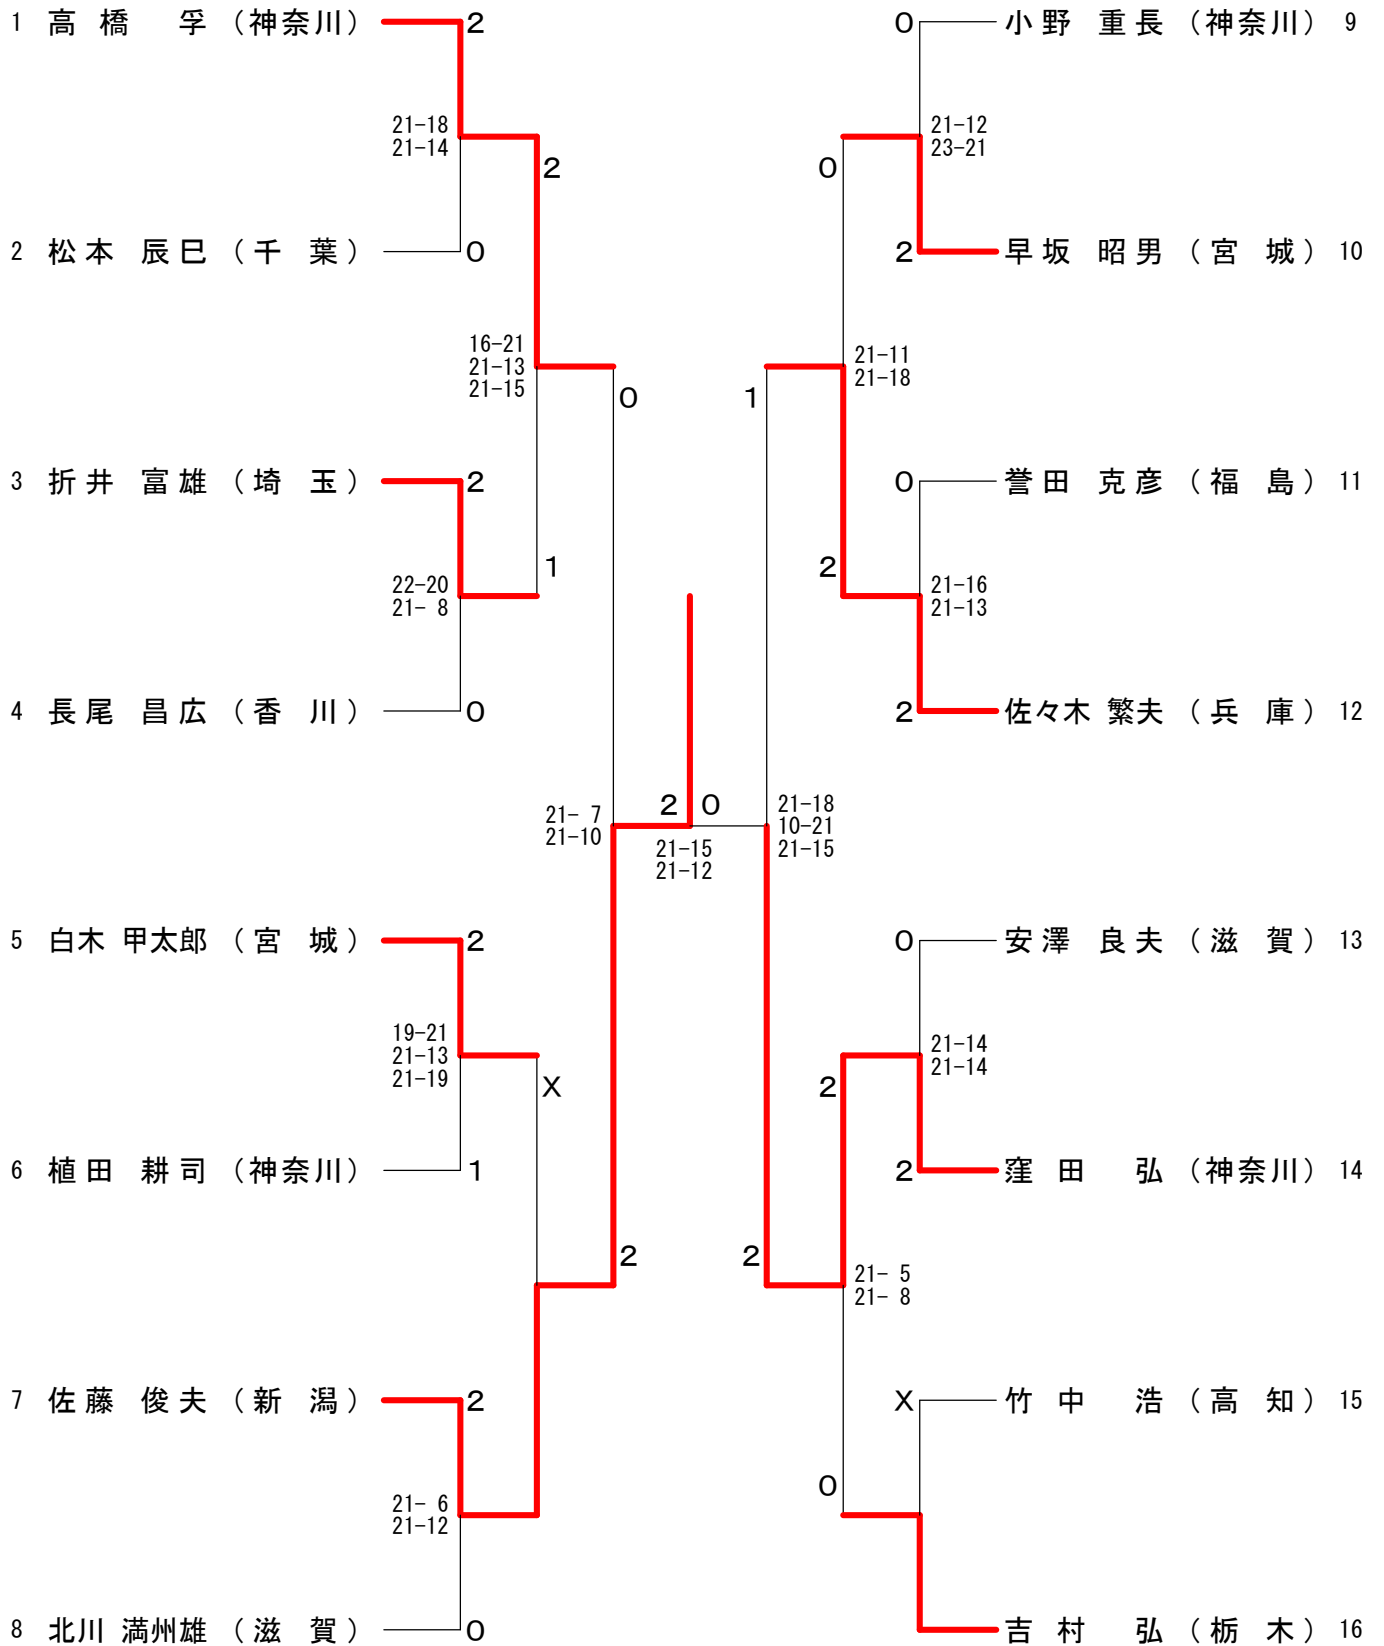 1 高橋 孚（神奈川） 2
0 小野 重長（神奈川） 9
21-18 21-12
21-14 23-21
2 0
2 松本 辰巳（千 葉） 0
2 早坂 昭男（宮 城） 10
16-21 21-11
21-13 21-18
21-15
0 1
3 折井 富雄（埼 玉） 2
0 誉田 克彦（福 島） 11
1 2
22-20 21-16
21- 8 21-13
4 長尾 昌広（香 川） 0
2 佐々木 繁夫（兵 庫） 12
21- 7 2 0 21-18
21-10 10-21
21-15 21-15
21-12
5 白木 甲太郎（宮 城） 2
0 安澤 良夫（滋 賀） 13
19-21 21-14
21-13 21-14
21-19
X 2
6 植田 耕司（神奈川） 1
2 窪田 弘（神奈川） 14
2 2
21- 5
21- 8
7 佐藤 俊夫（新 潟） 2
X 竹中 浩（高 知） 15
0
21- 6
21-12
8 北川 満州雄（滋 賀） 0
吉村 弘（栃 木） 16